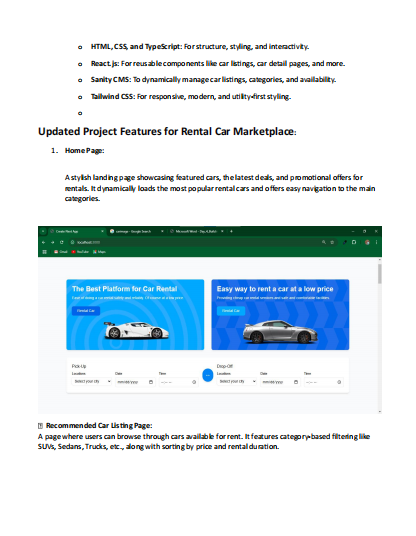 HTML, CSS, and TypeScript: For structure, styling, and interactivity.
React.js: For reusable components like car listings, car detail pages, and more.
Sanity CMS: To dynamically manage car listings, categories, and availability.
Tailwind CSS: For responsive, modern, and utility-first styling.
Updated Project Features for Rental Car Marketplace:
1. Home Page:
A stylish landing page showcasing featured cars, the latest deals, and promotional offers for
rentals. It dynamically loads the most popular rental cars and offers easy navigation to the main
categories.
Create Next App
Google Search
Microsoft Word - Day_4
localhost:3000
Gmail YouTube Maps
The Best Platform for Car Rental
Ease of doing a car rental safely and reliably. Of course at a low price.
Rental Car
Easy way to rent a car at a low price
Providing cheap car rental services and safe and comfortable facilities.
Rental Car
Pick-Up
Location Date Time
Select your city mm/dd/yyyy --:-- --
Drop-Off
Location Date Time
Select your city mm/dd/yyyy --:-- --
Recommended Car Listing Page:
A page where users can browse through cars available for rent. It features category-based filtering like
SUVs, Sedans, Trucks, etc., along with sorting by price and rental duration.